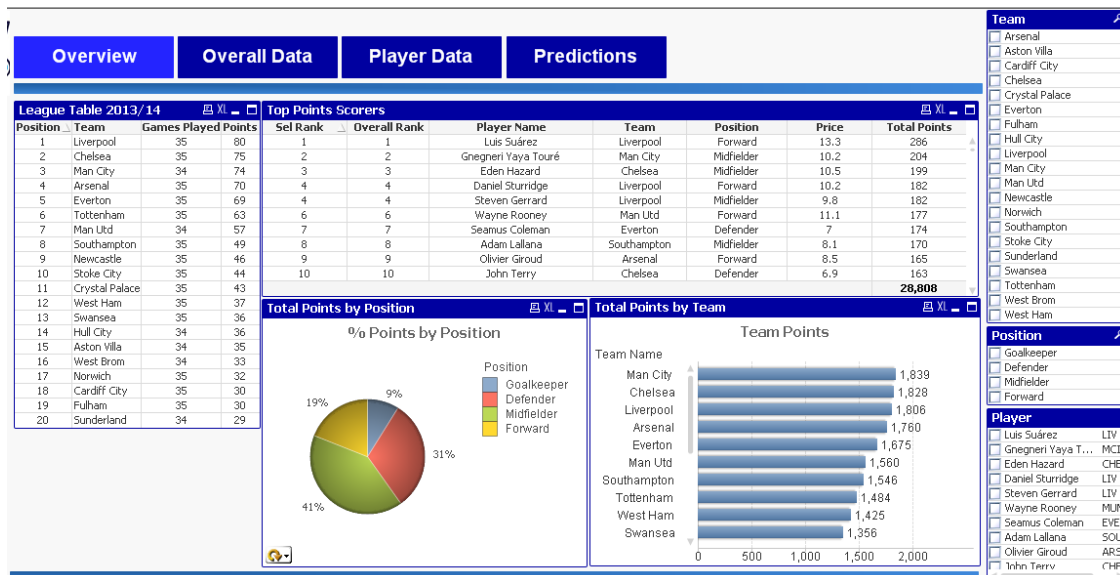 Overview Overall Data Player Data Predictions
League Table 2013/14 XL
Position Team Games Played Points
1 Liverpool 35 80
2 Chelsea 35 75
3 Man City 34 74
4 Arsenal 35 70
5 Everton 35 69
6 Tottenham 35 63
7 Man Utd 34 57
8 Southampton 35 49
9 Newcastle 35 46
10 Stoke City 35 44
11 Crystal Palace 35 43
12 West Ham 35 37
13 Swansea 35 36
14 Hull City 34 36
15 Aston Villa 34 35
16 West Brom 34 33
17 Norwich 35 32
18 Cardiff City 35 30
19 Fulham 35 30
20 Sunderland 34 29
Top Points Scorers XL
Sel Rank Overall Rank Player Name Team Position Price Total Points
1 1 Luis Suárez Liverpool Forward 13.3 286
2 2 Gnegneri Yaya Touré Man City Midfielder 10.2 204
3 3 Eden Hazard Chelsea Midfielder 10.5 199
4 4 Daniel Sturridge Liverpool Forward 10.2 182
4 4 Steven Gerrard Liverpool Midfielder 9.8 182
6 6 Wayne Rooney Man Utd Forward 11.1 177
7 7 Seamus Coleman Everton Defender 7 174
8 8 Adam Lallana Southampton Midfielder 8.1 170
9 9 Olivier Giroud Arsenal Forward 8.5 165
10 10 John Terry Chelsea Defender 6.9 163
28,808
Total Points by Position XL
% Points by Position
Position
Goalkeeper
Defender
Midfielder
Forward
9%
19%
31%
41%
Total Points by Team XL
Team Points
Team Name
Man City 1,839
Chelsea 1,828
Liverpool 1,806
Arsenal 1,760
Everton 1,675
Man Utd 1,560
Southampton 1,546
Tottenham 1,484
West Ham 1,425
Swansea 1,356
0 500 1,000 1,500 2,000
Team
Arsenal
Aston Villa
Cardiff City
Chelsea
Crystal Palace
Everton
Fulham
Hull City
Liverpool
Man City
Man Utd
Newcastle
Norwich
Southampton
Stoke City
Sunderland
Swansea
Tottenham
West Brom
West Ham
Position
Goalkeeper
Defender
Midfielder
Forward
Player
Luis Suárez LIV
Gnegneri Yaya T... MCI
Eden Hazard CHE
Daniel Sturridge LIV
Steven Gerrard LIV
Wayne Rooney MUN
Seamus Coleman EVE
Adam Lallana SOU
Olivier Giroud ARS
John Terry CHE